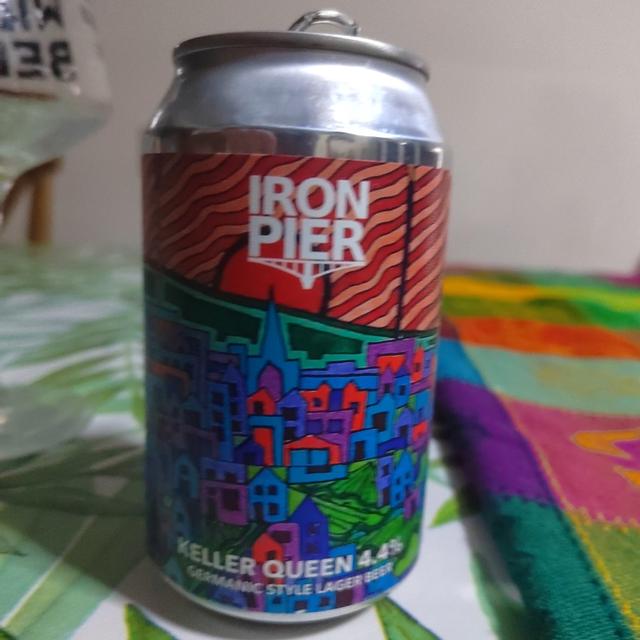 IRON
PIER
KELLER QUEEN 4.4%
GERMANIC STYLE LAGER BEER